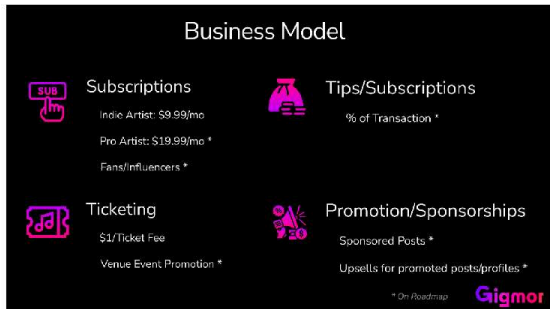 Business Model
SUB
Subscriptions
Indie Artist: $9.99/mo
Pro Artist: $19.99/mo *
Fans/Influencers *
Tips/Subscriptions
% of Transaction *
Ticketing
$1/Ticket Fee
Venue Event Promotion *
Promotion/Sponsorships
Sponsored Posts *
Upsells for promoted posts/profiles *
* On Roadmap
Gigmor